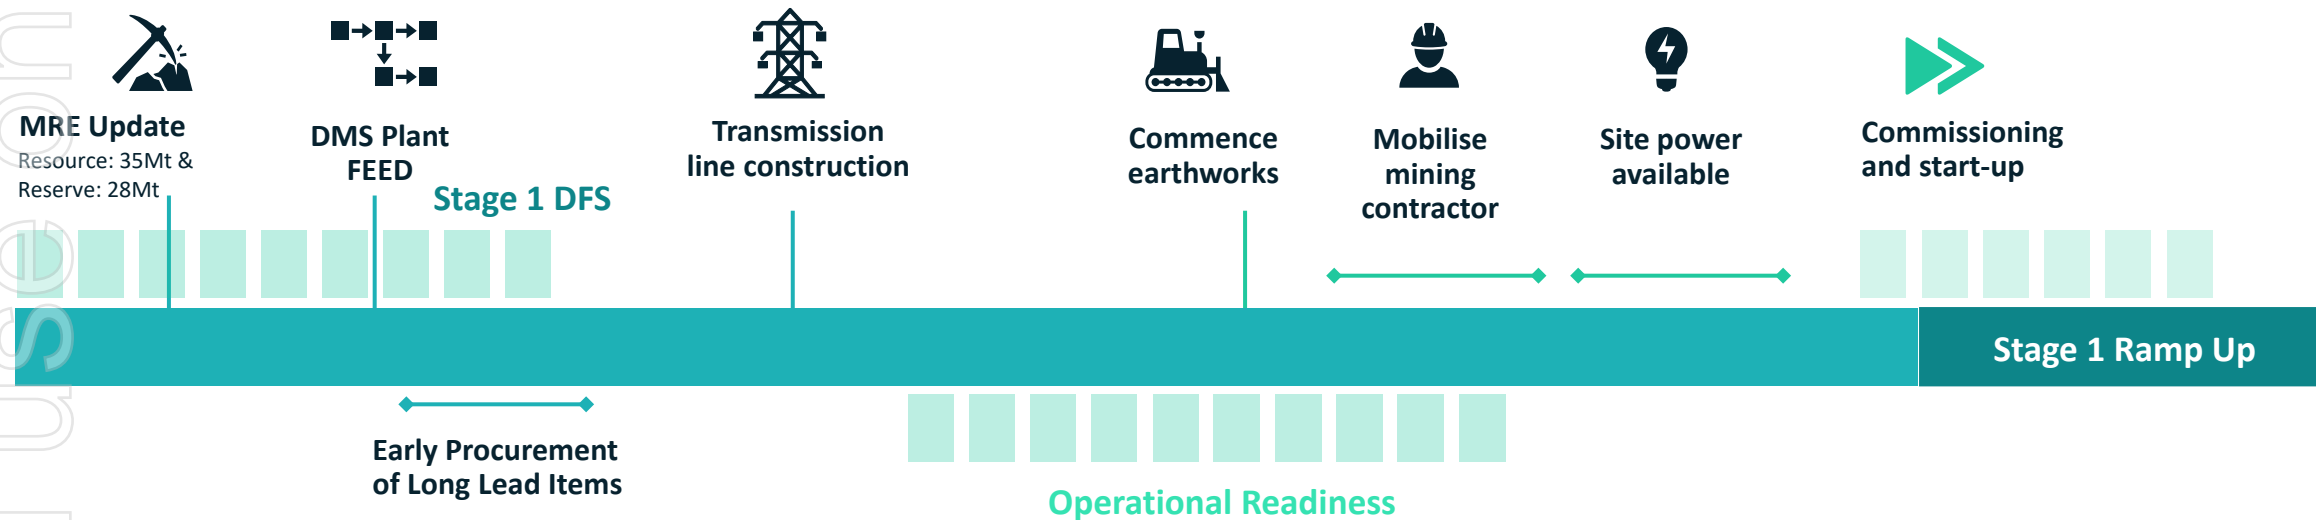 MRE Update
Resource: 35Mt &
Reserve: 28Mt
DMS Plant
FEED
Stage 1 DFS
Transmission
line construction
Commence
earthworks
Mobilise
mining
contractor
Site power
available
Commissioning
and start-up
Stage 1 Ramp Up
Early Procurement
of Long Lead Items
Operational Readiness
use on